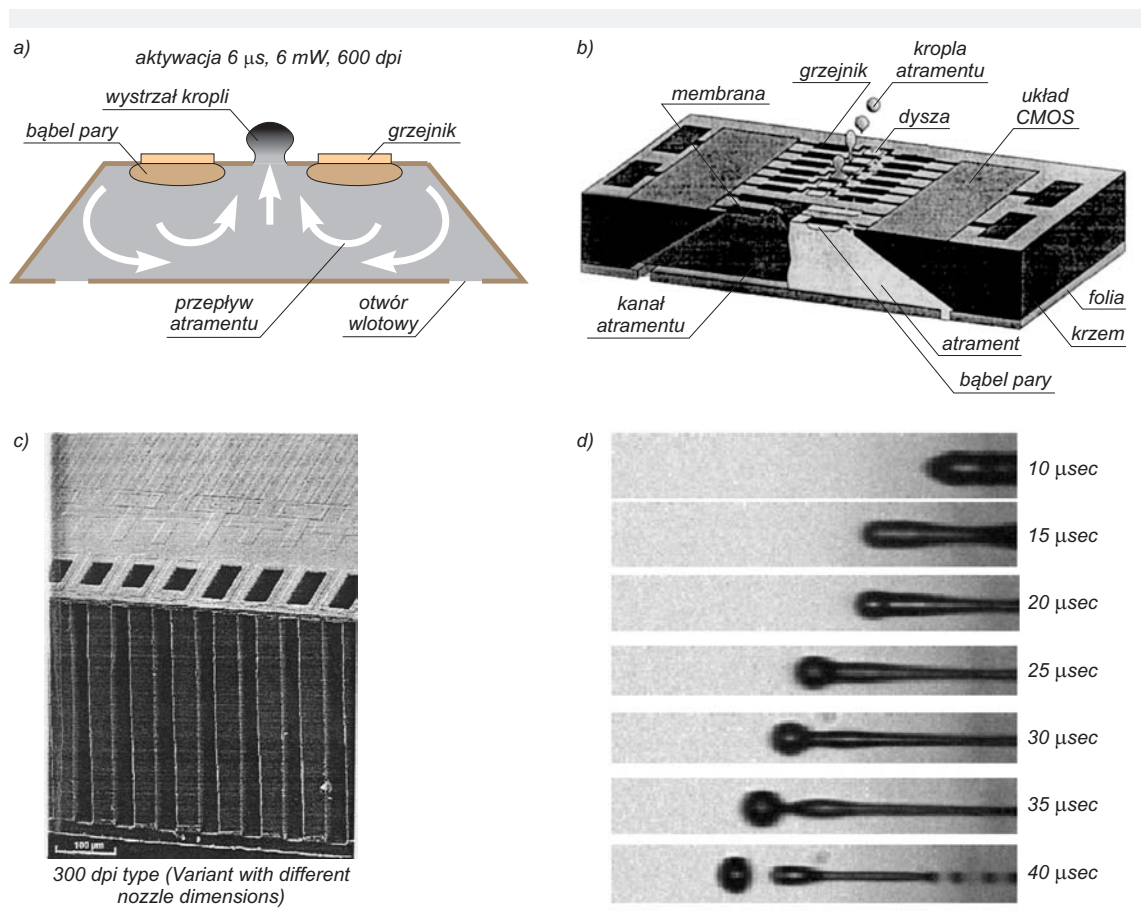 a)
aktywacja 6 μs, 6 mW, 600 dpi
wystrzał kropli
bąbel pary
grzejnik
przepływ
atramentu
otwór
wlotowy
b)
kropla
atramentu
grzejnik
membrana
dysza
układ
CMOS
kanał
atramentu
folia
krzem
atrament
bąbel pary
c)
100 μm
300 dpi type (Variant with different
nozzle dimensions)
d)
10 μsec
15 μsec
20 μsec
25 μsec
30 μsec
35 μsec
40 μsec